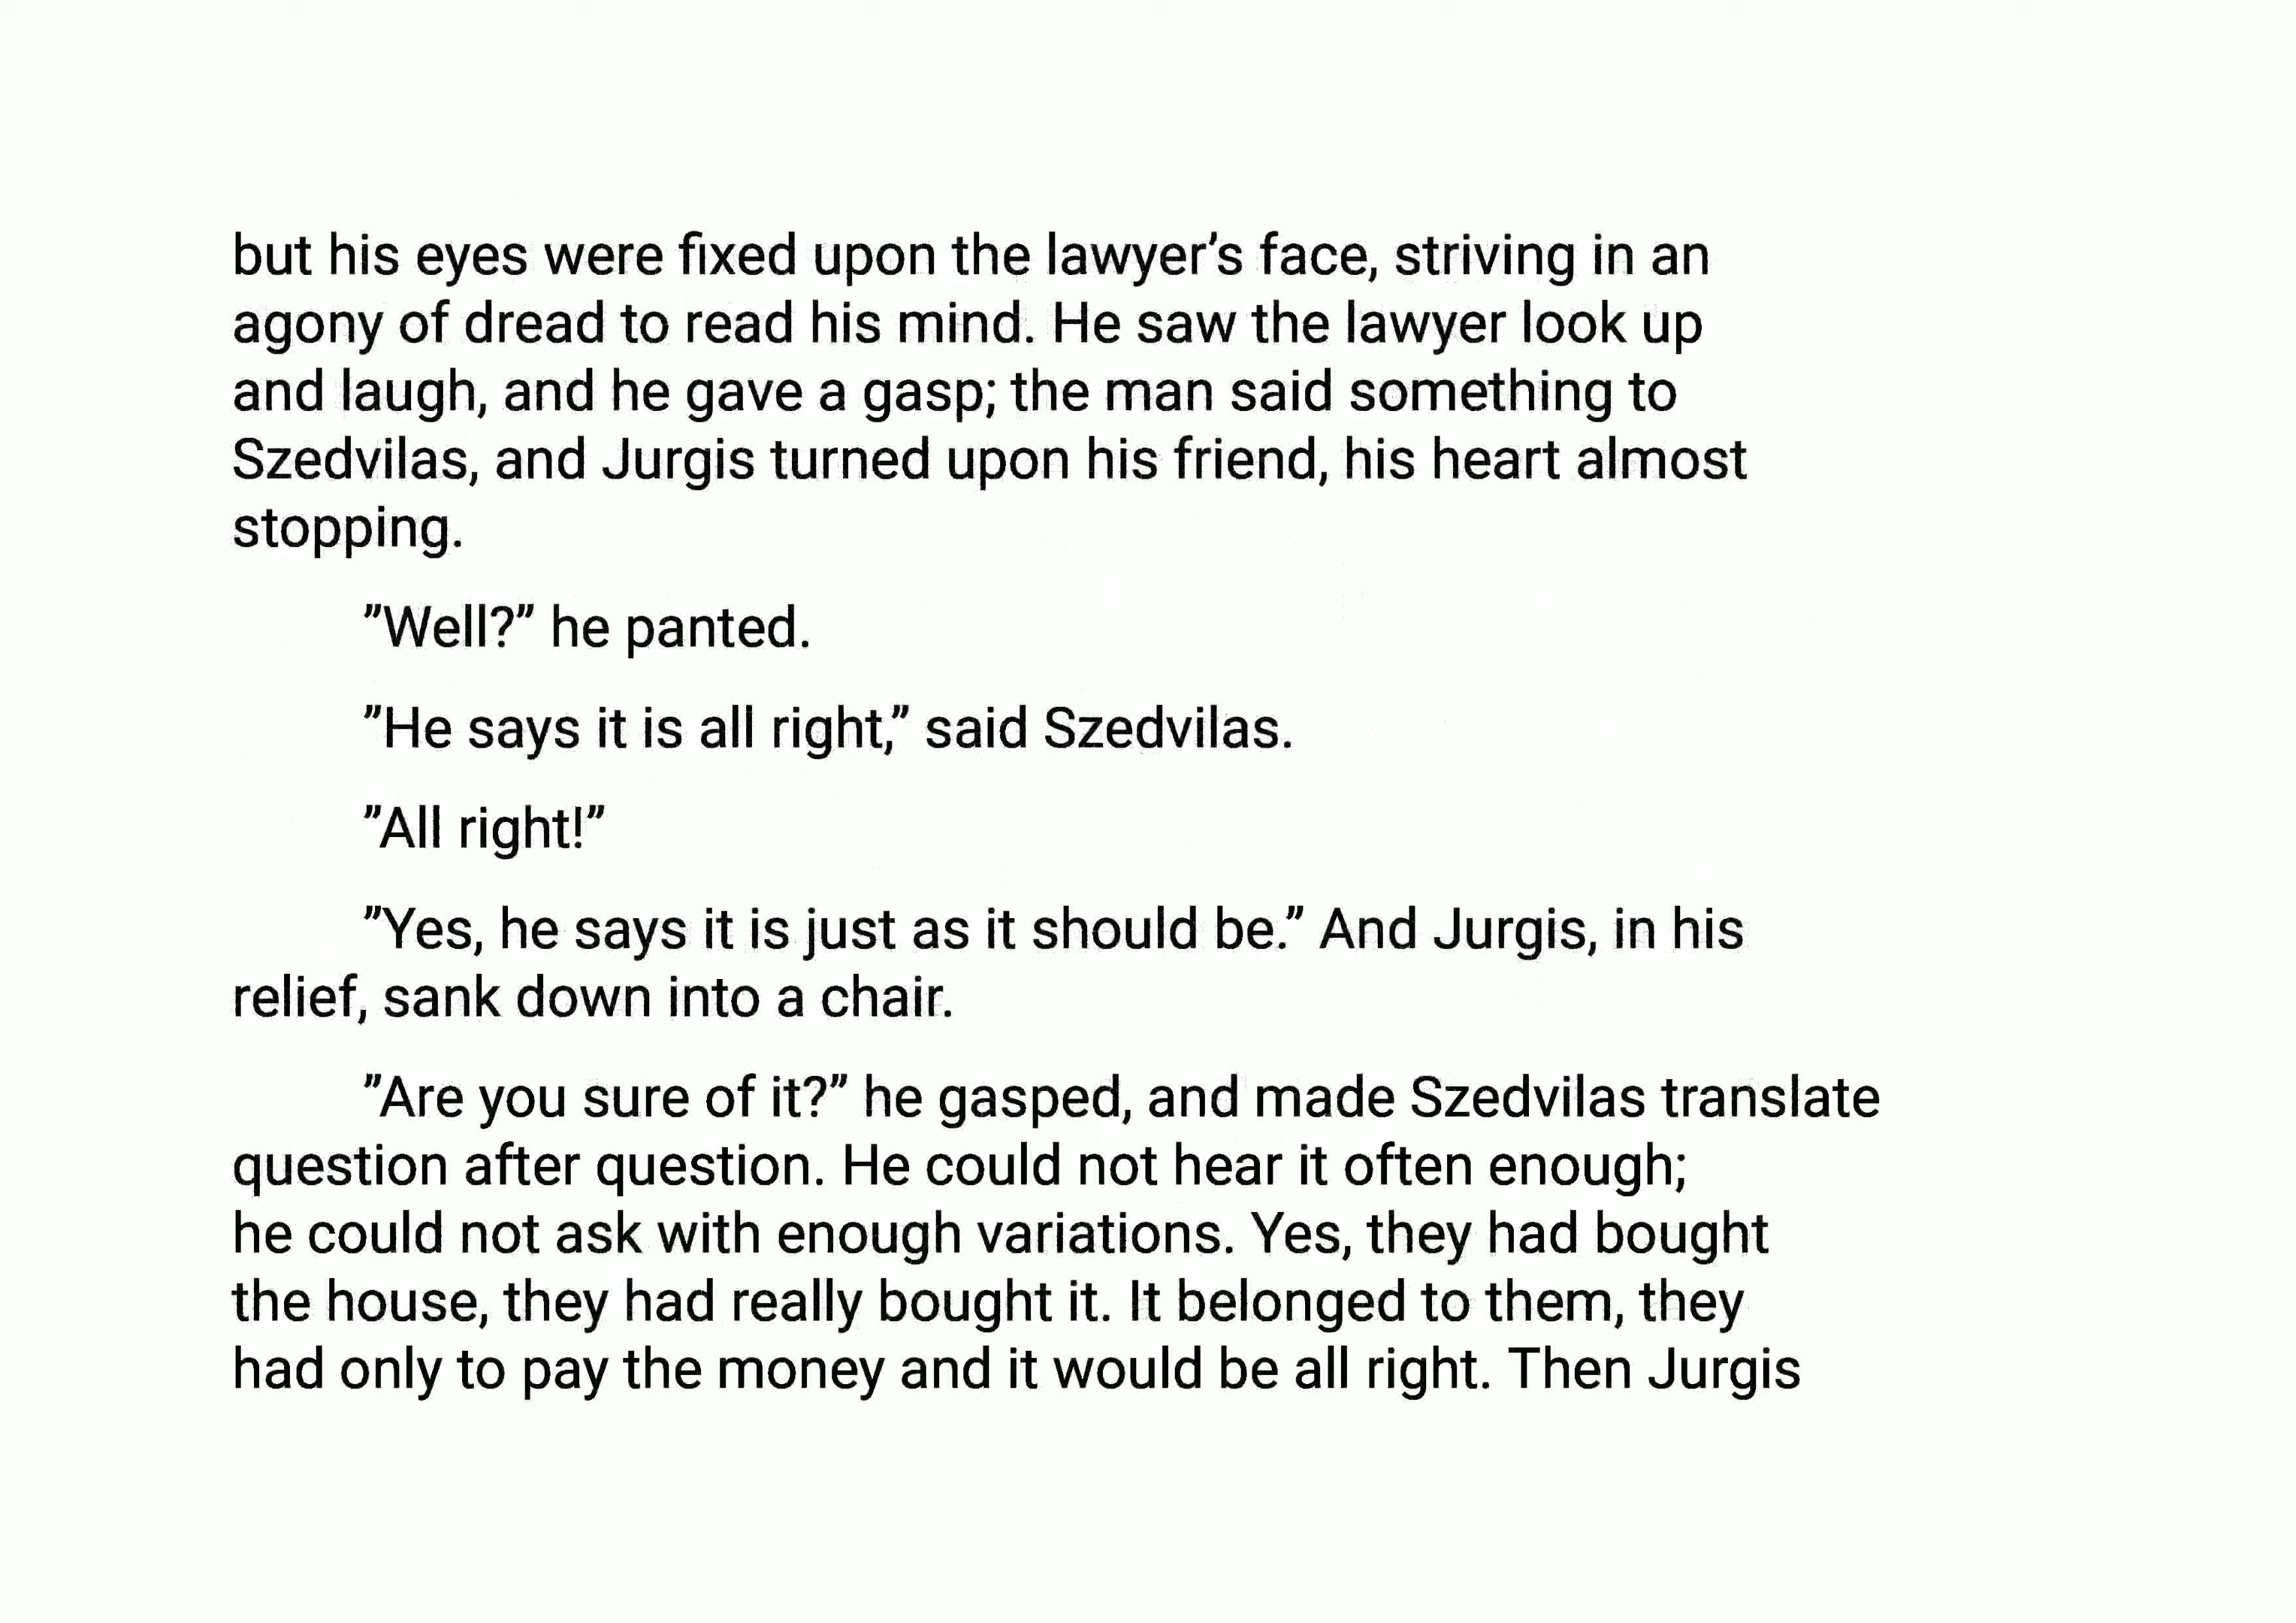 but his eyes were fixed upon the lawyer’s face, striving in an
agony of dread to read his mind. He saw the lawyer look up
and laugh, and he gave a gasp; the man said something to
Szedvilas, and Jurgis turned upon his friend, his heart almost
stopping.
”Well?” he panted.
”He says it is all right,” said Szedvilas.
”All right!”
”Yes, he says it is just as it should be.” And Jurgis, in his
relief, sank down into a chair.
”Are you sure of it?” he gasped, and made Szedvilas translate
question after question. He could not hear it often enough;
he could not ask with enough variations. Yes, they had bought
the house, they had really bought it. It belonged to them, they
had only to pay the money and it would be all right. Then Jurgis